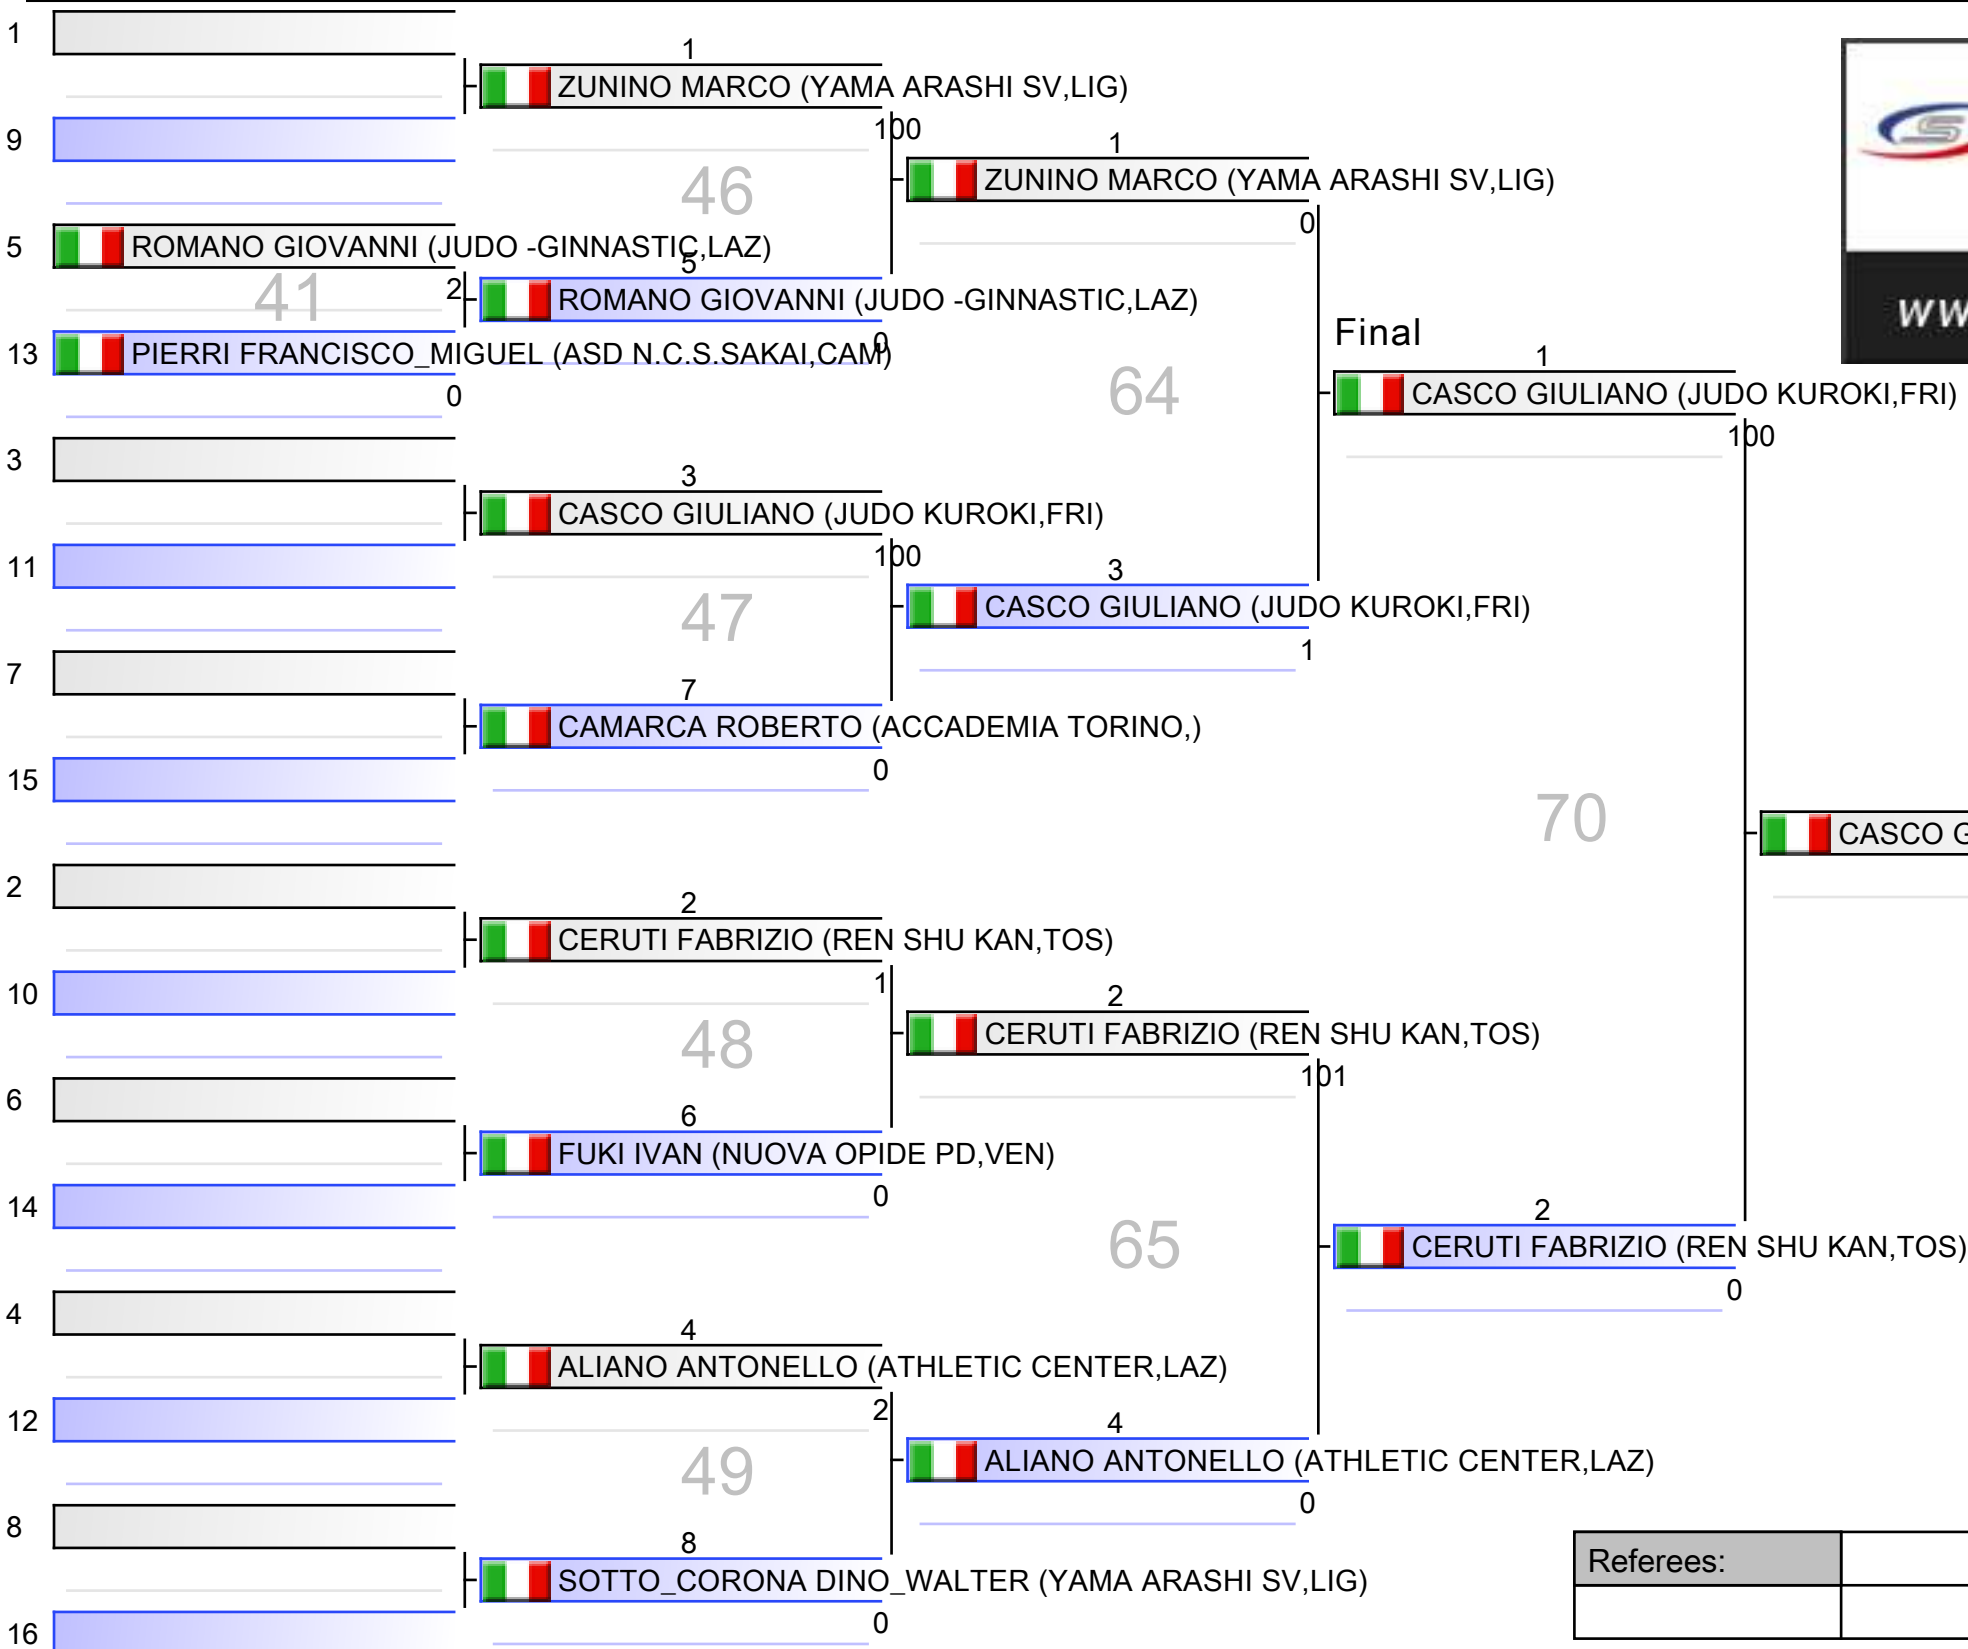 1
1
ZUNINO MARCO (YAMA ARASHI SV,LIG)
100
9
1
ZUNINO MARCO (YAMA ARASHI SV,LIG)
46
0
5
ROMANO GIOVANNI (JUDO -GINNASTIC,LAZ)
5
41
2
ROMANO GIOVANNI (JUDO -GINNASTIC,LAZ)
0
13
PIERRI FRANCISCO_MIGUEL (ASD N.C.S.SAKAI,CAM)
0
64
Final
1
CASCO GIULIANO (JUDO KUROKI,FRI)
100
3
3
CASCO GIULIANO (JUDO KUROKI,FRI)
100
11
3
CASCO GIULIANO (JUDO KUROKI,FRI)
47
1
7
7
CAMARCA ROBERTO (ACCADEMIA TORINO,)
0
15
70
CASCO G
2
2
CERUTI FABRIZIO (REN SHU KAN,TOS)
1
10
2
CERUTI FABRIZIO (REN SHU KAN,TOS)
48
101
6
6
FUKI IVAN (NUOVA OPIDE PD,VEN)
0
14
65
2
CERUTI FABRIZIO (REN SHU KAN,TOS)
0
4
4
ALIANO ANTONELLO (ATHLETIC CENTER,LAZ)
2
12
4
ALIANO ANTONELLO (ATHLETIC CENTER,LAZ)
49
0
8
8
SOTTO_CORONA DINO_WALTER (YAMA ARASHI SV,LIG)
0
16
Referees: